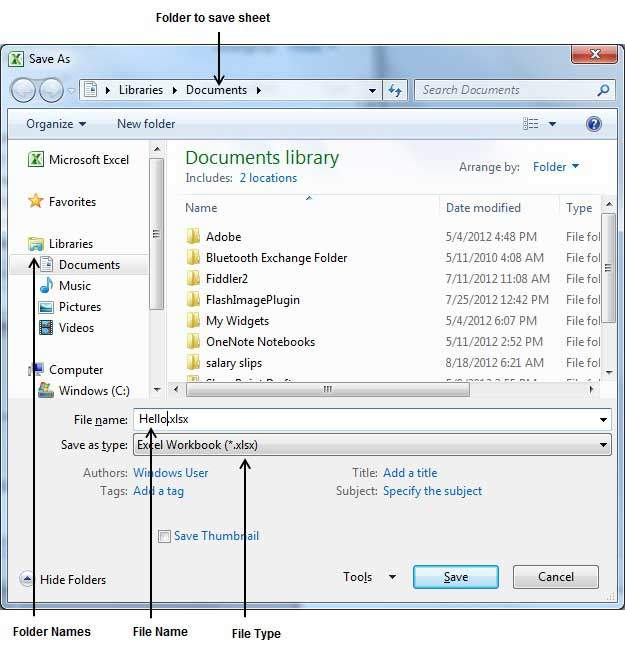 Folder to save sheet
Save As
Libraries Documents
Search Documents
Organize New folder
Microsoft Excel
Favorites
Libraries
Documents
Music
Pictures
Videos
Computer
Windows (C:)
Documents library
Includes: 2 locations
Arrange by: Folder
Name Date modified Type
Adobe 5/4/2012 4:48 PM File fol
Bluetooth Exchange Folder 5/11/2010 4:08 AM File fol
Fiddler2 7/11/2012 11:08 AM File fol
FlashImagePlugin 7/25/2012 12:42 PM File fol
My Widgets 5/4/2012 6:07 PM File fol
OneNote Notebooks 5/11/2012 2:52 PM File fol
salary slips 8/18/2012 6:21 AM File fol
File name: Hello.xlsx
Save as type: Excel Workbook (*.xlsx)
Authors: Windows User Title: Add a title
Tags: Add a tag Subject: Specify the subject
Save Thumbnail
Hide Folders Tools Save Cancel
Folder Names File Name File Type